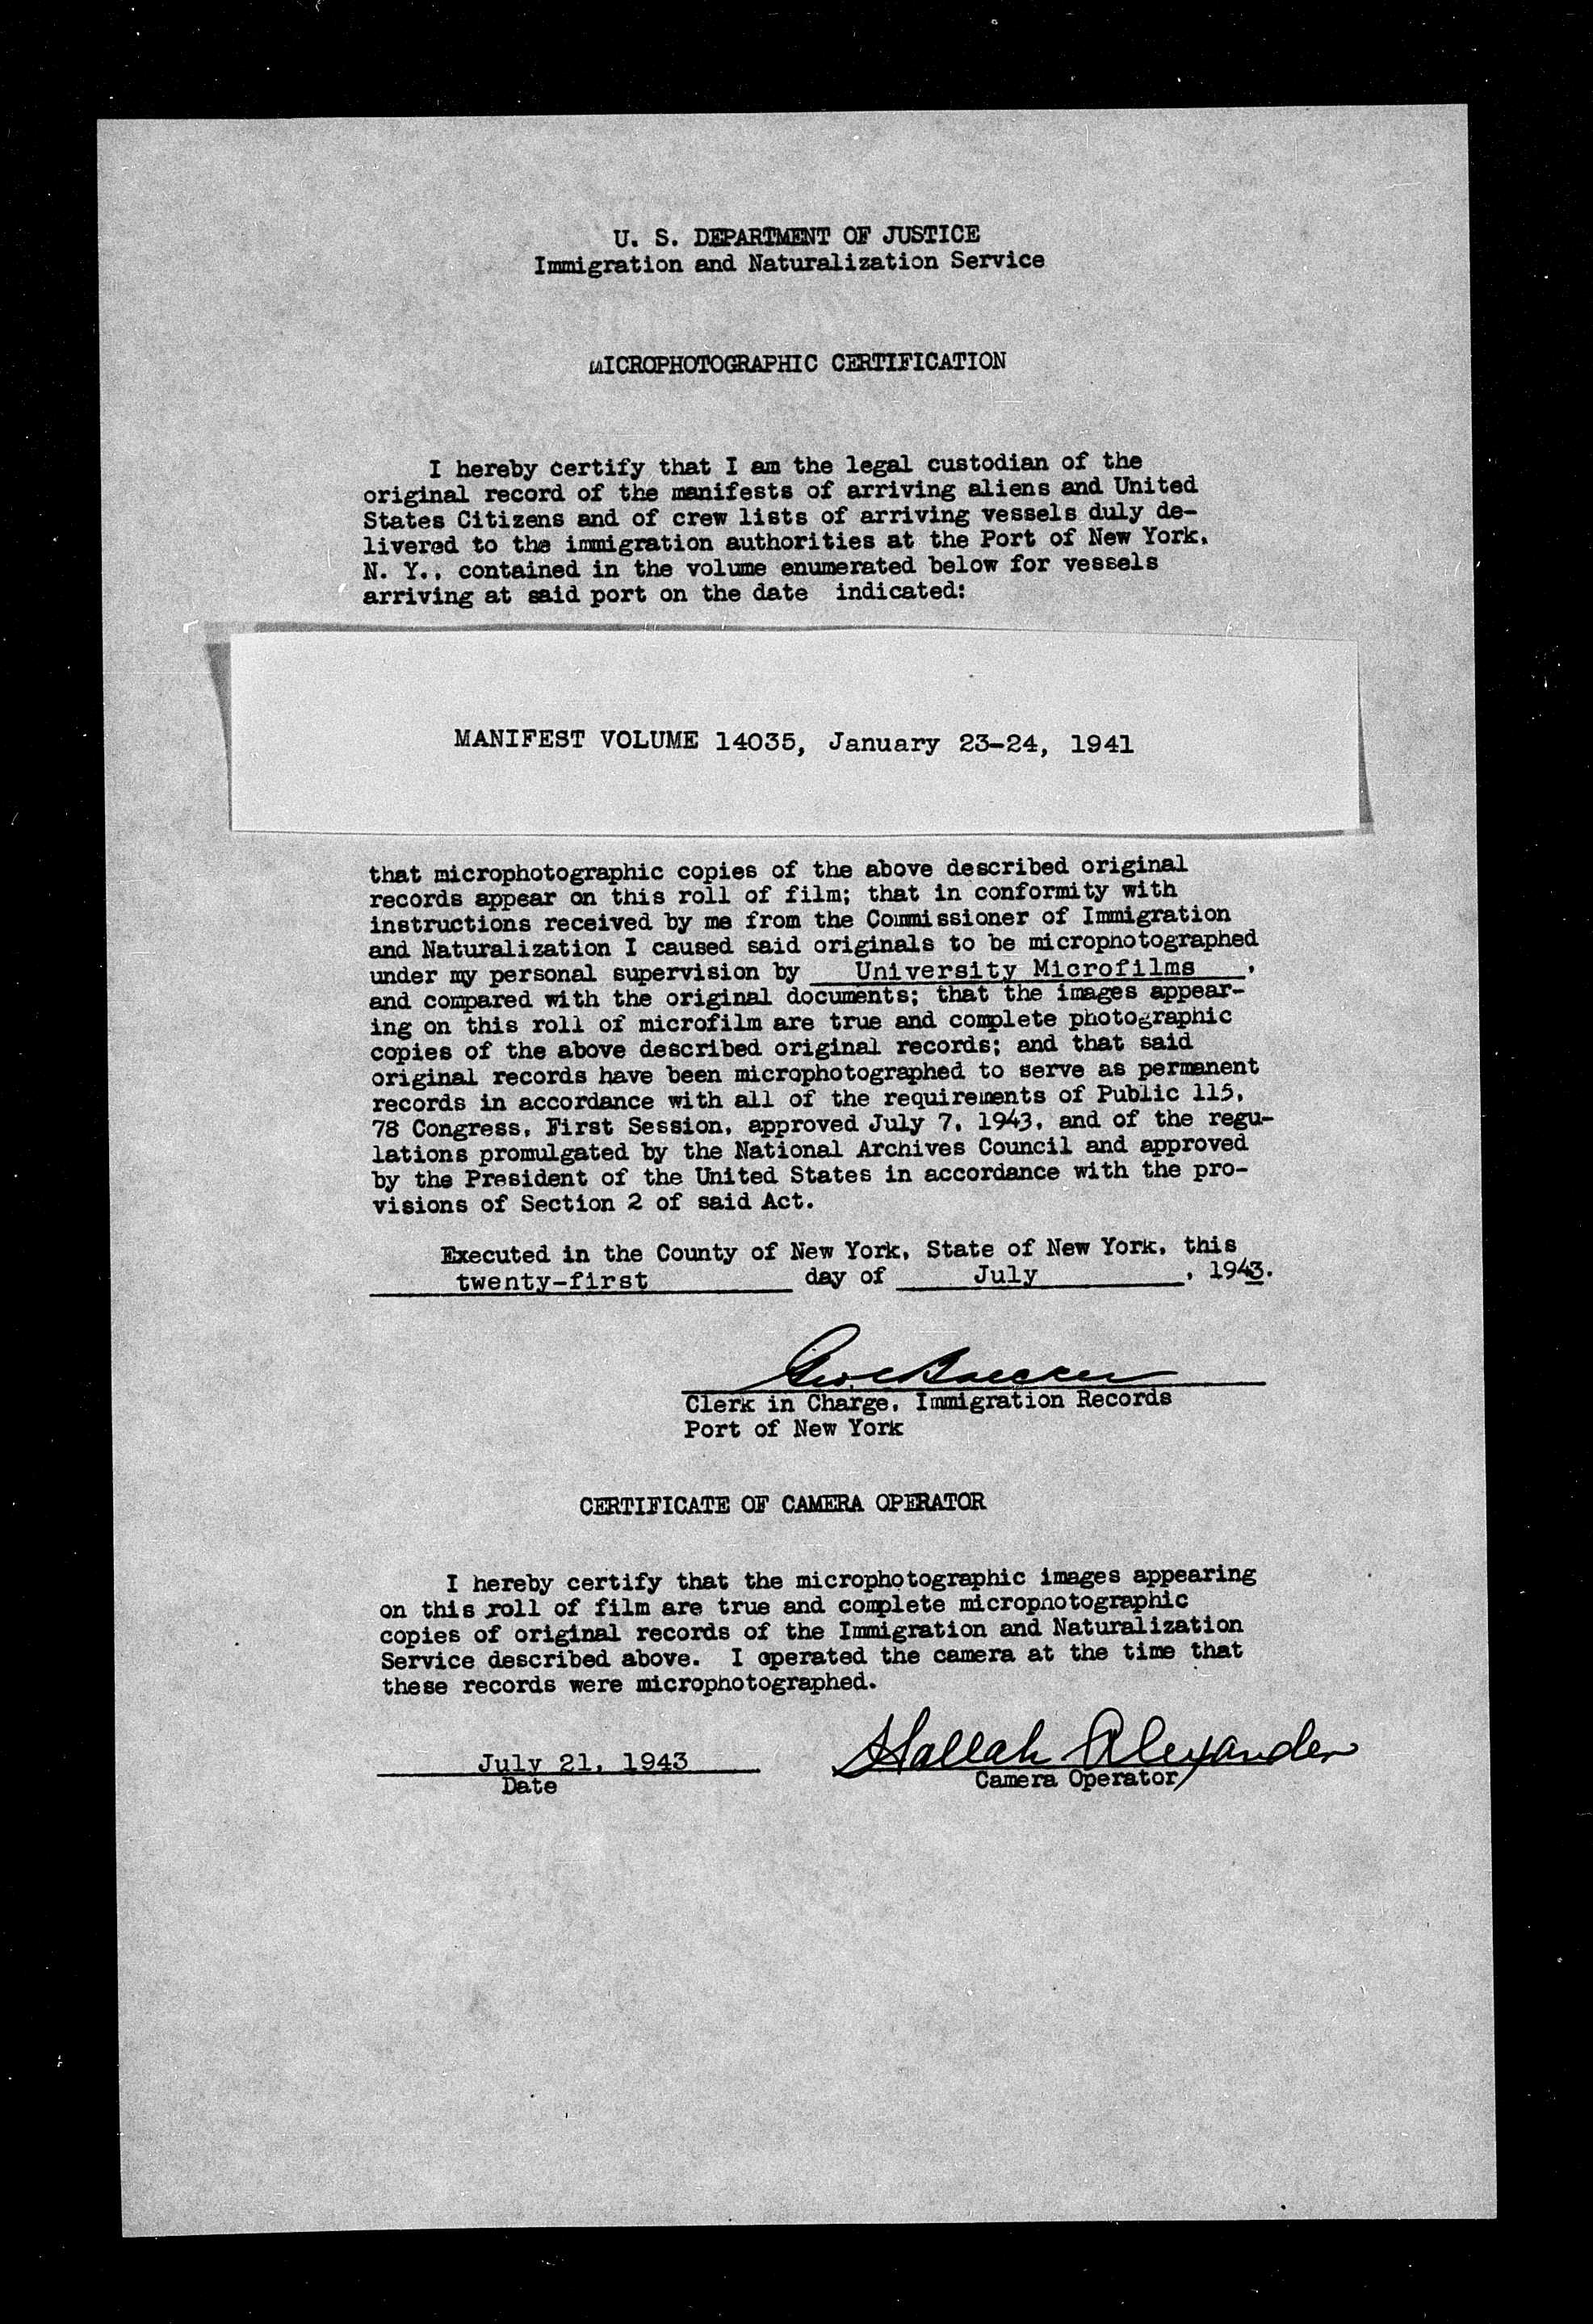 U. S. DEPARTMENT OF JUSTICE
Immigration and Naturalization Service
MICROPHOTOGRAPHIC CERTIFICATION
I hereby certify that I am the legal custodian of the
original record of the manifests of arriving aliens and United
States Citizens and of crew lists of arriving vessels duly de-
livered to the immigration authorities at the Port of New York,
N. Y., contained in the volume enumerated below for vessels
arriving at said port on the date indicated:
MANIFEST VOLUME 14035, January 23-24, 1941
that microphotographic copies of the above described original
records appear on this roll of film; that in conformity with
instructions received by me from the Commissioner of Immigration
and Naturalization I caused said originals to be microphotographed
under my personal supervision by University Microfilms,
and compared with the original documents; that the images appear-
ing on this roll of microfilm are true and complete photographic
copies of the above described original records; and that said
original records have been microphotographed to serve as permanent
records in accordance with all of the requirements of Public 115,
78 Congress, First Session, approved July 7, 1943, and of the regu-
lations promulgated by the National Archives Council and approved
by the President of the United States in accordance with the pro-
visions of Section 2 of said Act.
Executed in the County of New York, State of New York, this
twenty-first day of July, 1943.
Clerk in Charge, Immigration Records
Port of New York
CERTIFICATE OF CAMERA OPERATOR
I hereby certify that the microphotographic images appearing
on this roll of film are true and complete microphotographic
copies of original records of the Immigration and Naturalization
Service described above. I operated the camera at the time that
these records were microphotographed.
July 21, 1943 Hallah Alexander
Date Camera Operator